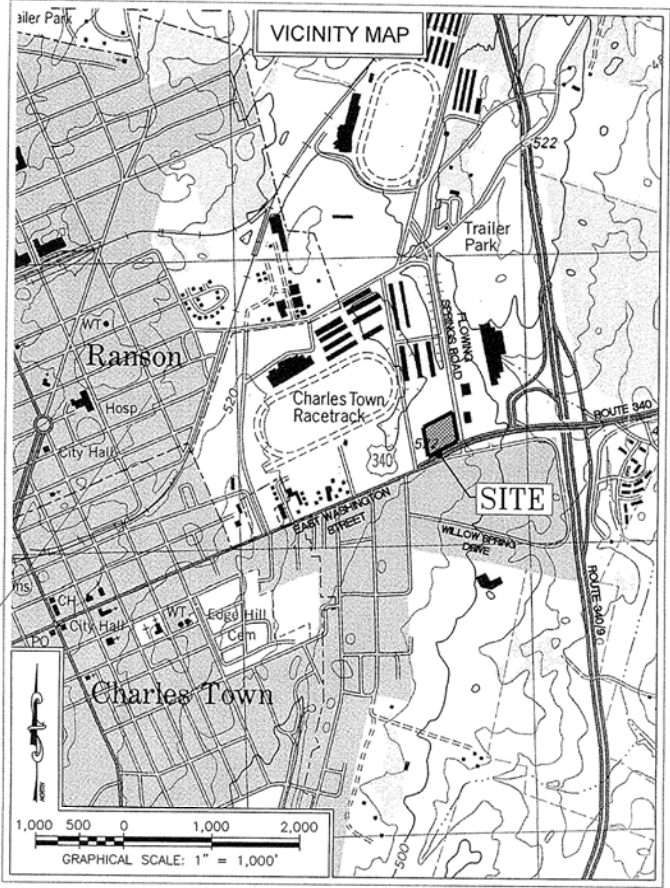 ailer Park
VICINITY MAP
522
Trailer
Park
WT
Ranson
Hosp
City Hall
520
FLOWING
SPRINGS ROAD
Charles Town
Racetrack
340
ROUTE 340
SITE
EAST WASHINGTON
STREET
WILLOW SPRING
DRIVE
ROUTE 340/9
CH
City Hall
PO
WT
Edge Hill
Cem
Charles Town
NORTH
500
1,000 500 0 1,000 2,000
GRAPHICAL SCALE: 1" = 1,000'